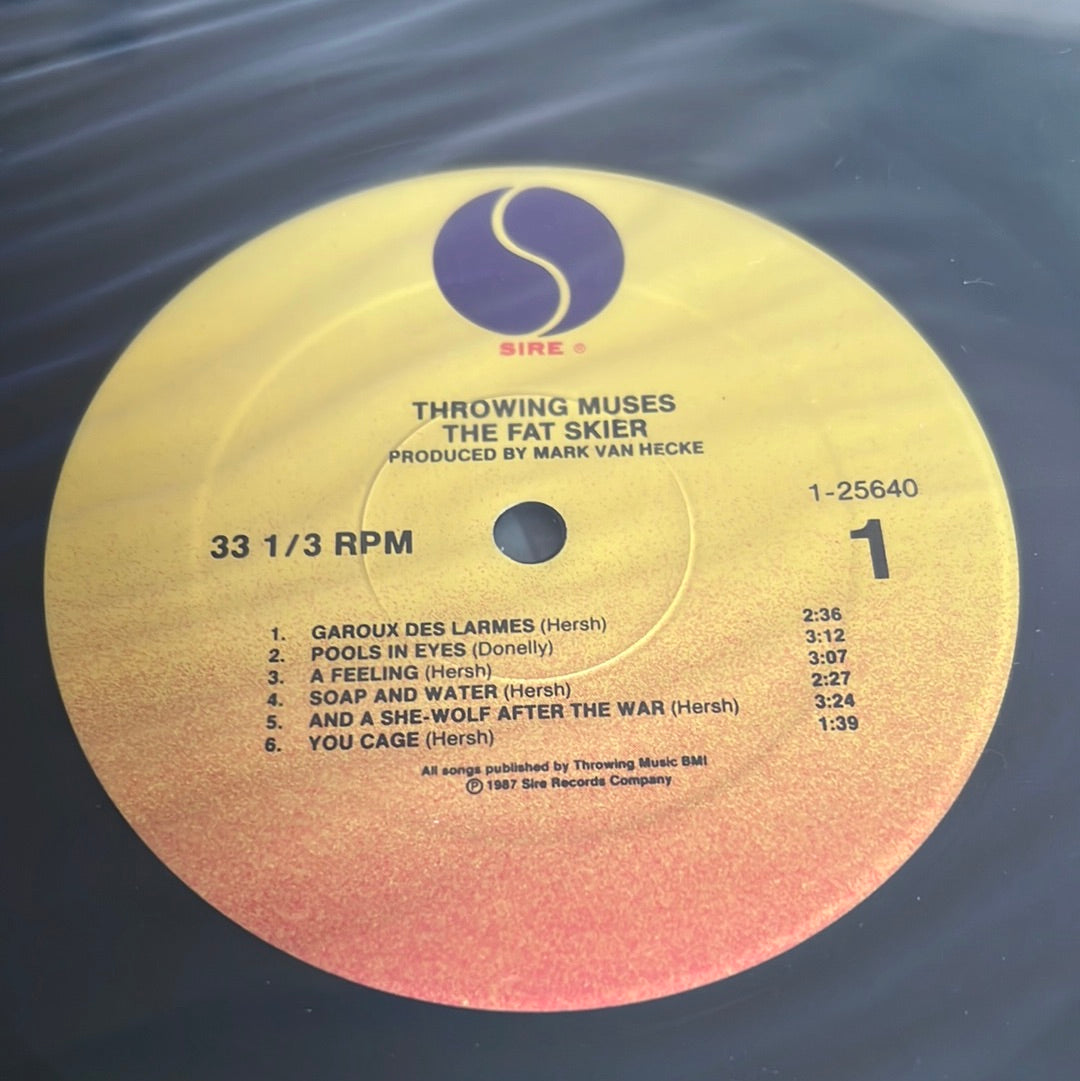 SIRE ®
THROWING MUSES
THE FAT SKIER
PRODUCED BY MARK VAN HECKE
1-25640
33 1/3 RPM
1
1. GAROUX DES LARMES (Hersh) 2:36
2. POOLS IN EYES (Donelly) 3:12
3. A FEELING (Hersh) 3:07
4. SOAP AND WATER (Hersh) 2:27
5. AND A SHE-WOLF AFTER THE WAR (Hersh) 3:24
6. YOU CAGE (Hersh) 1:39
All songs published by Throwing Music BMI
℗ 1987 Sire Records Company